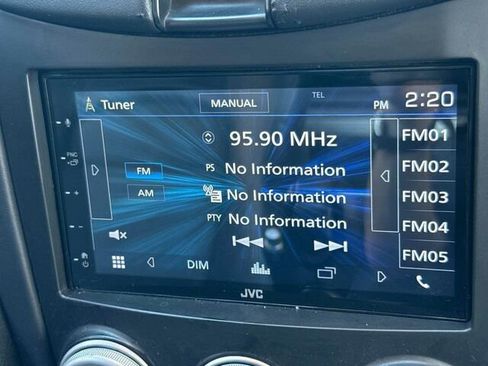 Tuner
MANUAL
TEL
PM 2:20
95.90 MHz
FM01
FM
PS No Information
FM02
AM
No Information
FM03
PTY No Information
FM04
DIM
FM05
JVC